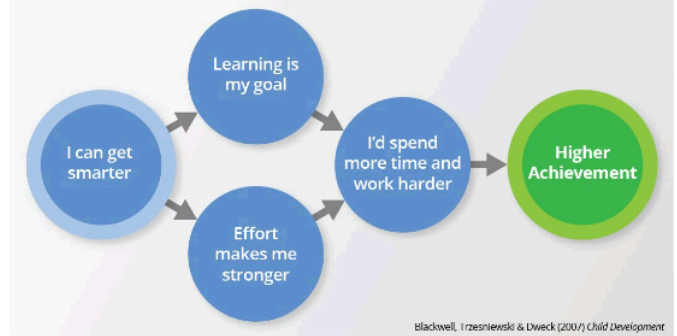 Learning is
my goal
I can get
smarter
I'd spend
more time and
work harder
Higher
Achievement
Effort
makes me
stronger
Blackwell, Trzesniewski & Dweck (2007) Child Development